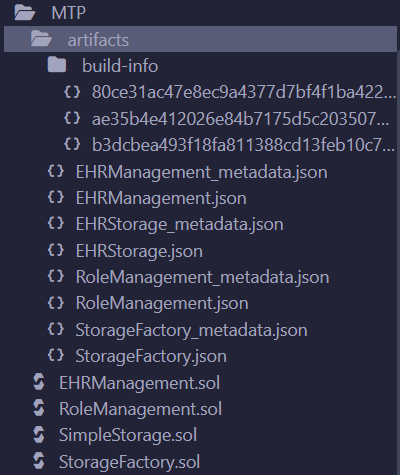 MTP
artifacts
build-info
80ce31ac47e8ec9a4377d7bf4f1ba422...
ae35b4e412026e84b7175d5c203507...
b3dcbea493f18fa811388cd13feb10c7...
{} EHRManagement_metadata.json
{} EHRManagement.json
{} EHRStorage_metadata.json
{} EHRStorage.json
{} RoleManagement_metadata.json
{} RoleManagement.json
{} StorageFactory_metadata.json
{} StorageFactory.json
EHRManagement.sol
RoleManagement.sol
SimpleStorage.sol
StorageFactory.sol